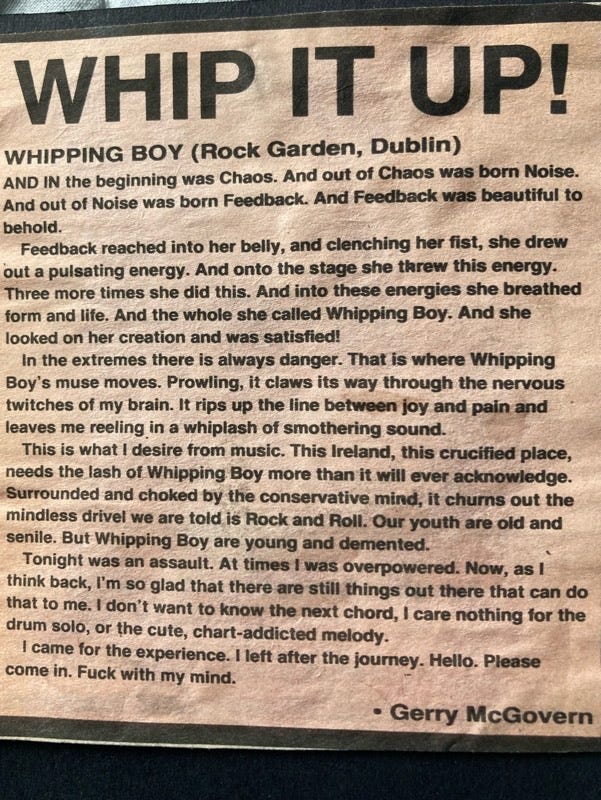 WHIP IT UP!
WHIPPING BOY (Rock Garden, Dublin)
AND IN the beginning was Chaos. And out of Chaos was born Noise.
And out of Noise was born Feedback. And Feedback was beautiful to
behold.
Feedback reached into her belly, and clenching her fist, she drew
out a pulsating energy. And onto the stage she threw this energy.
Three more times she did this. And into these energies she breathed
form and life. And the whole she called Whipping Boy. And she
looked on her creation and was satisfied!
In the extremes there is always danger. That is where Whipping
Boy's muse moves. Prowling, it claws its way through the nervous
twitches of my brain. It rips up the line between joy and pain and
leaves me reeling in a whiplash of smothering sound.
This is what I desire from music. This Ireland, this crucified place,
needs the lash of Whipping Boy more than it will ever acknowledge.
Surrounded and choked by the conservative mind, it churns out the
mindless drivel we are told is Rock and Roll. Our youth are old and
senile. But Whipping Boy are young and demented.
Tonight was an assault. At times I was overpowered. Now, as I
think back, I'm so glad that there are still things out there that can do
that to me. I don't want to know the next chord, I care nothing for the
drum solo, or the cute, chart-addicted melody.
I came for the experience. I left after the journey. Hello. Please
come in. Fuck with my mind.
• Gerry McGovern